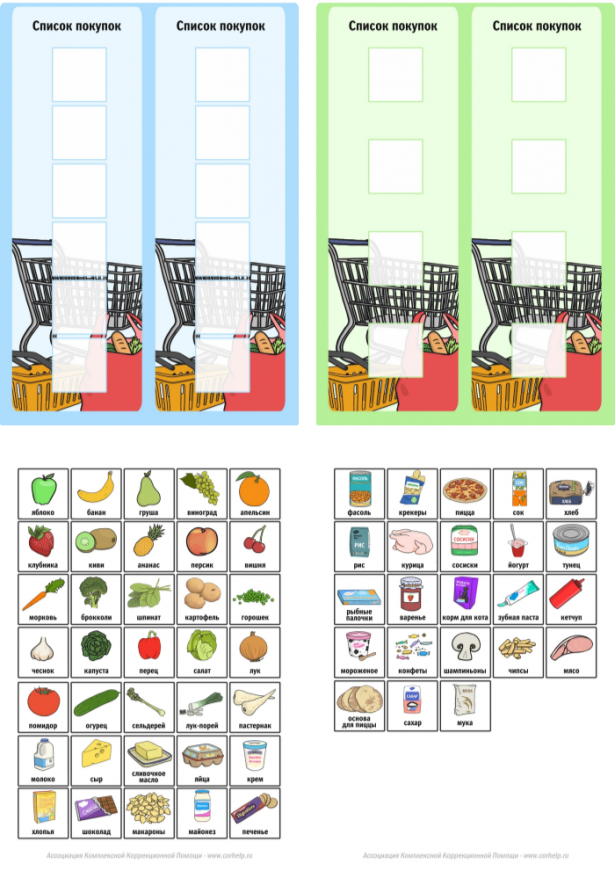 Список покупок
Список покупок
Список покупок
Список покупок
яблоко
банан
груша
виноград
апельсин
клубника
киви
ананас
персик
вишня
морковь
брокколи
шпинат
картофель
горошек
чеснок
капуста
перец
салат
лук
помидор
огурец
сельдерей
лук-порей
пастернак
молоко
сыр
сливочное
масло
яйца
крем
хлопья
шоколад
макароны
майонез
печенье
Ассоциация Комплексной Коррекционной Помощи - www.corhelp.ru
фасоль
крекеры
пицца
сок
хлеб
рис
курица
сосиски
йогурт
тунец
рыбные
палочки
варенье
корм для кота
зубная паста
кетчуп
мороженое
конфеты
шампиньоны
чипсы
мясо
основа
для пиццы
сахар
мука
Ассоциация Комплексной Коррекционной Помощи - www.corhelp.ru